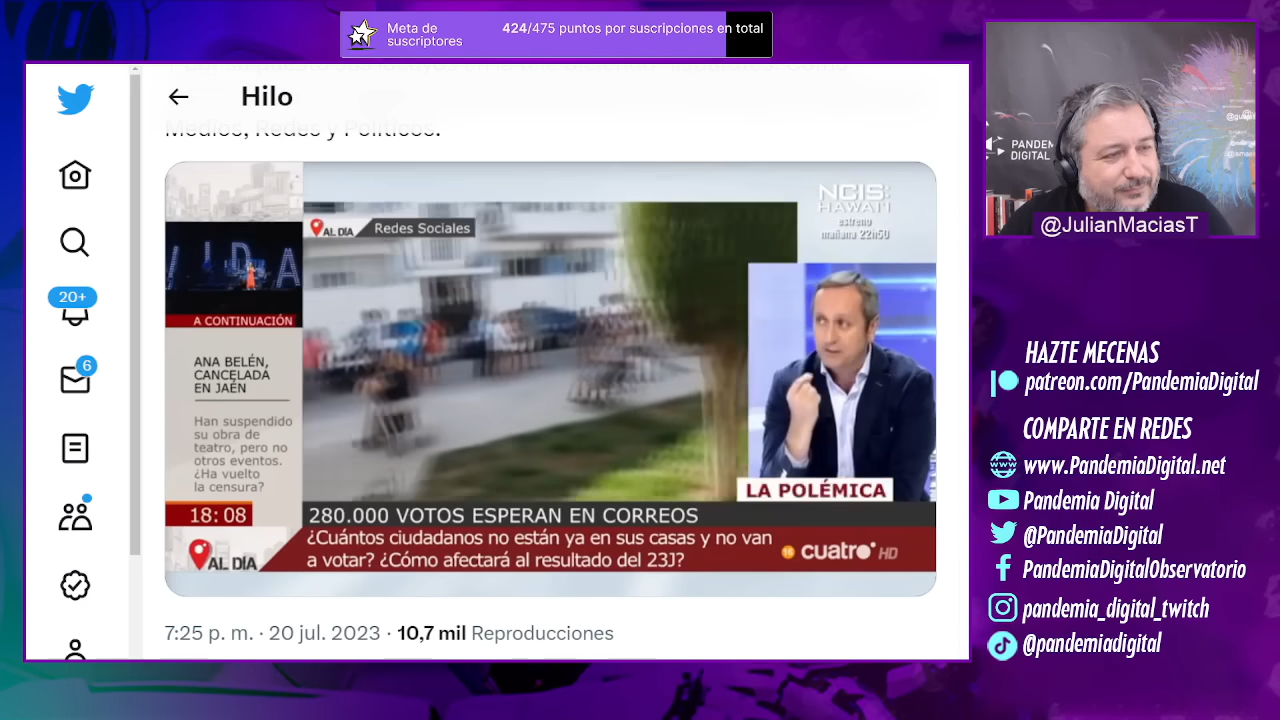 Meta de
suscriptores
424/475 puntos por suscripciones en total
Hilo
Medios, Redes y Políticos.
20+
6
AL DÍA
Redes Sociales
NCIS:
HAWAI'I
estreno
mañana 22h50
VIDA
A CONTINUACIÓN
ANA BELÉN,
CANCELADA
EN JAÉN
Han suspendido
su obra de
teatro, pero no
otros eventos.
¿Ha vuelto
la censura?
18:08
AL DÍA
LA POLÉMICA
280.000 VOTOS ESPERAN EN CORREOS
¿Cuántos ciudadanos no están ya en sus casas y no van
a votar? ¿Cómo afectará al resultado del 23J?
16 cuatro HD
7:25 p. m. · 20 jul. 2023 · 10,7 mil Reproducciones
PANDEM
DIGITAL
@JulianMaciasT
HAZTE MECENAS
patreon.com/PandemiaDigital
COMPARTE EN REDES
www.PandemiaDigital.net
Pandemia Digital
@PandemiaDigital
PandemiaDigitalObservatorio
pandemia_digital_twitch
@pandemiadigital